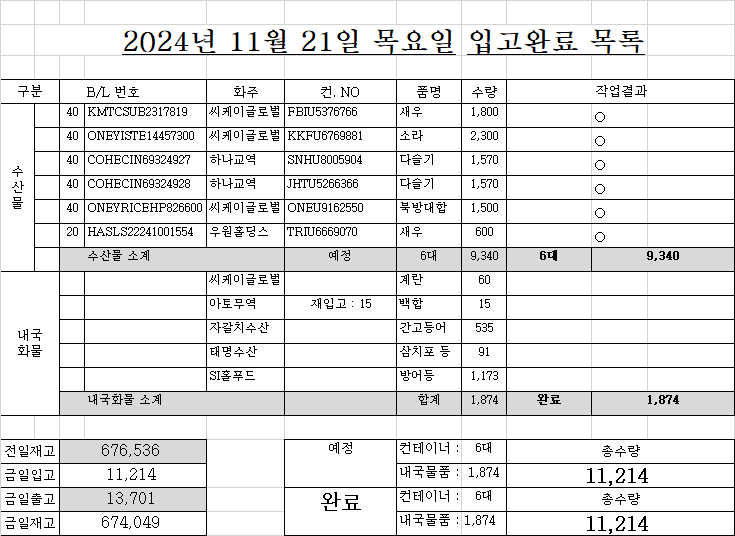 2024년 11월 21일 목요일 입고완료 목록
구분 B/L 번호 화주 컨. NO 품명 수량 작업결과
수산물
40 KMTCSUB2317819 씨케이글로벌 FBIU5376766 새우 1,800 ○
40 ONEYISTE14457300 씨케이글로벌 KKFU6769881 소라 2,300 ○
40 COHECIN69324927 하나교역 SNHU8005904 다슬기 1,570 ○
40 COHECIN69324928 하나교역 JHTU5266366 다슬기 1,570 ○
40 ONEYRICEHP826600 씨케이글로벌 ONEU9162550 북방대합 1,500 ○
20 HASLS22241001554 우원홀딩스 TRIU6669070 새우 600 ○
수산물 소계 예정 6대 9,340 6대 9,340
내국
화물
씨케이글로벌 계란 60
아토무역 재입고 : 15 백합 15
자갈치수산 간고등어 535
태명수산 삼치포 등 91
SI홀푸드 방어등 1,173
내국화물 소계 합계 1,874 완료 1,874
전일재고 676,536 예정 컨테이너 : 6대 총수량
금일입고 11,214 내국물품 : 1,874 11,214
금일출고 13,701 완료 컨테이너 : 6대 총수량
금일재고 674,049 내국물품 : 1,874 11,214